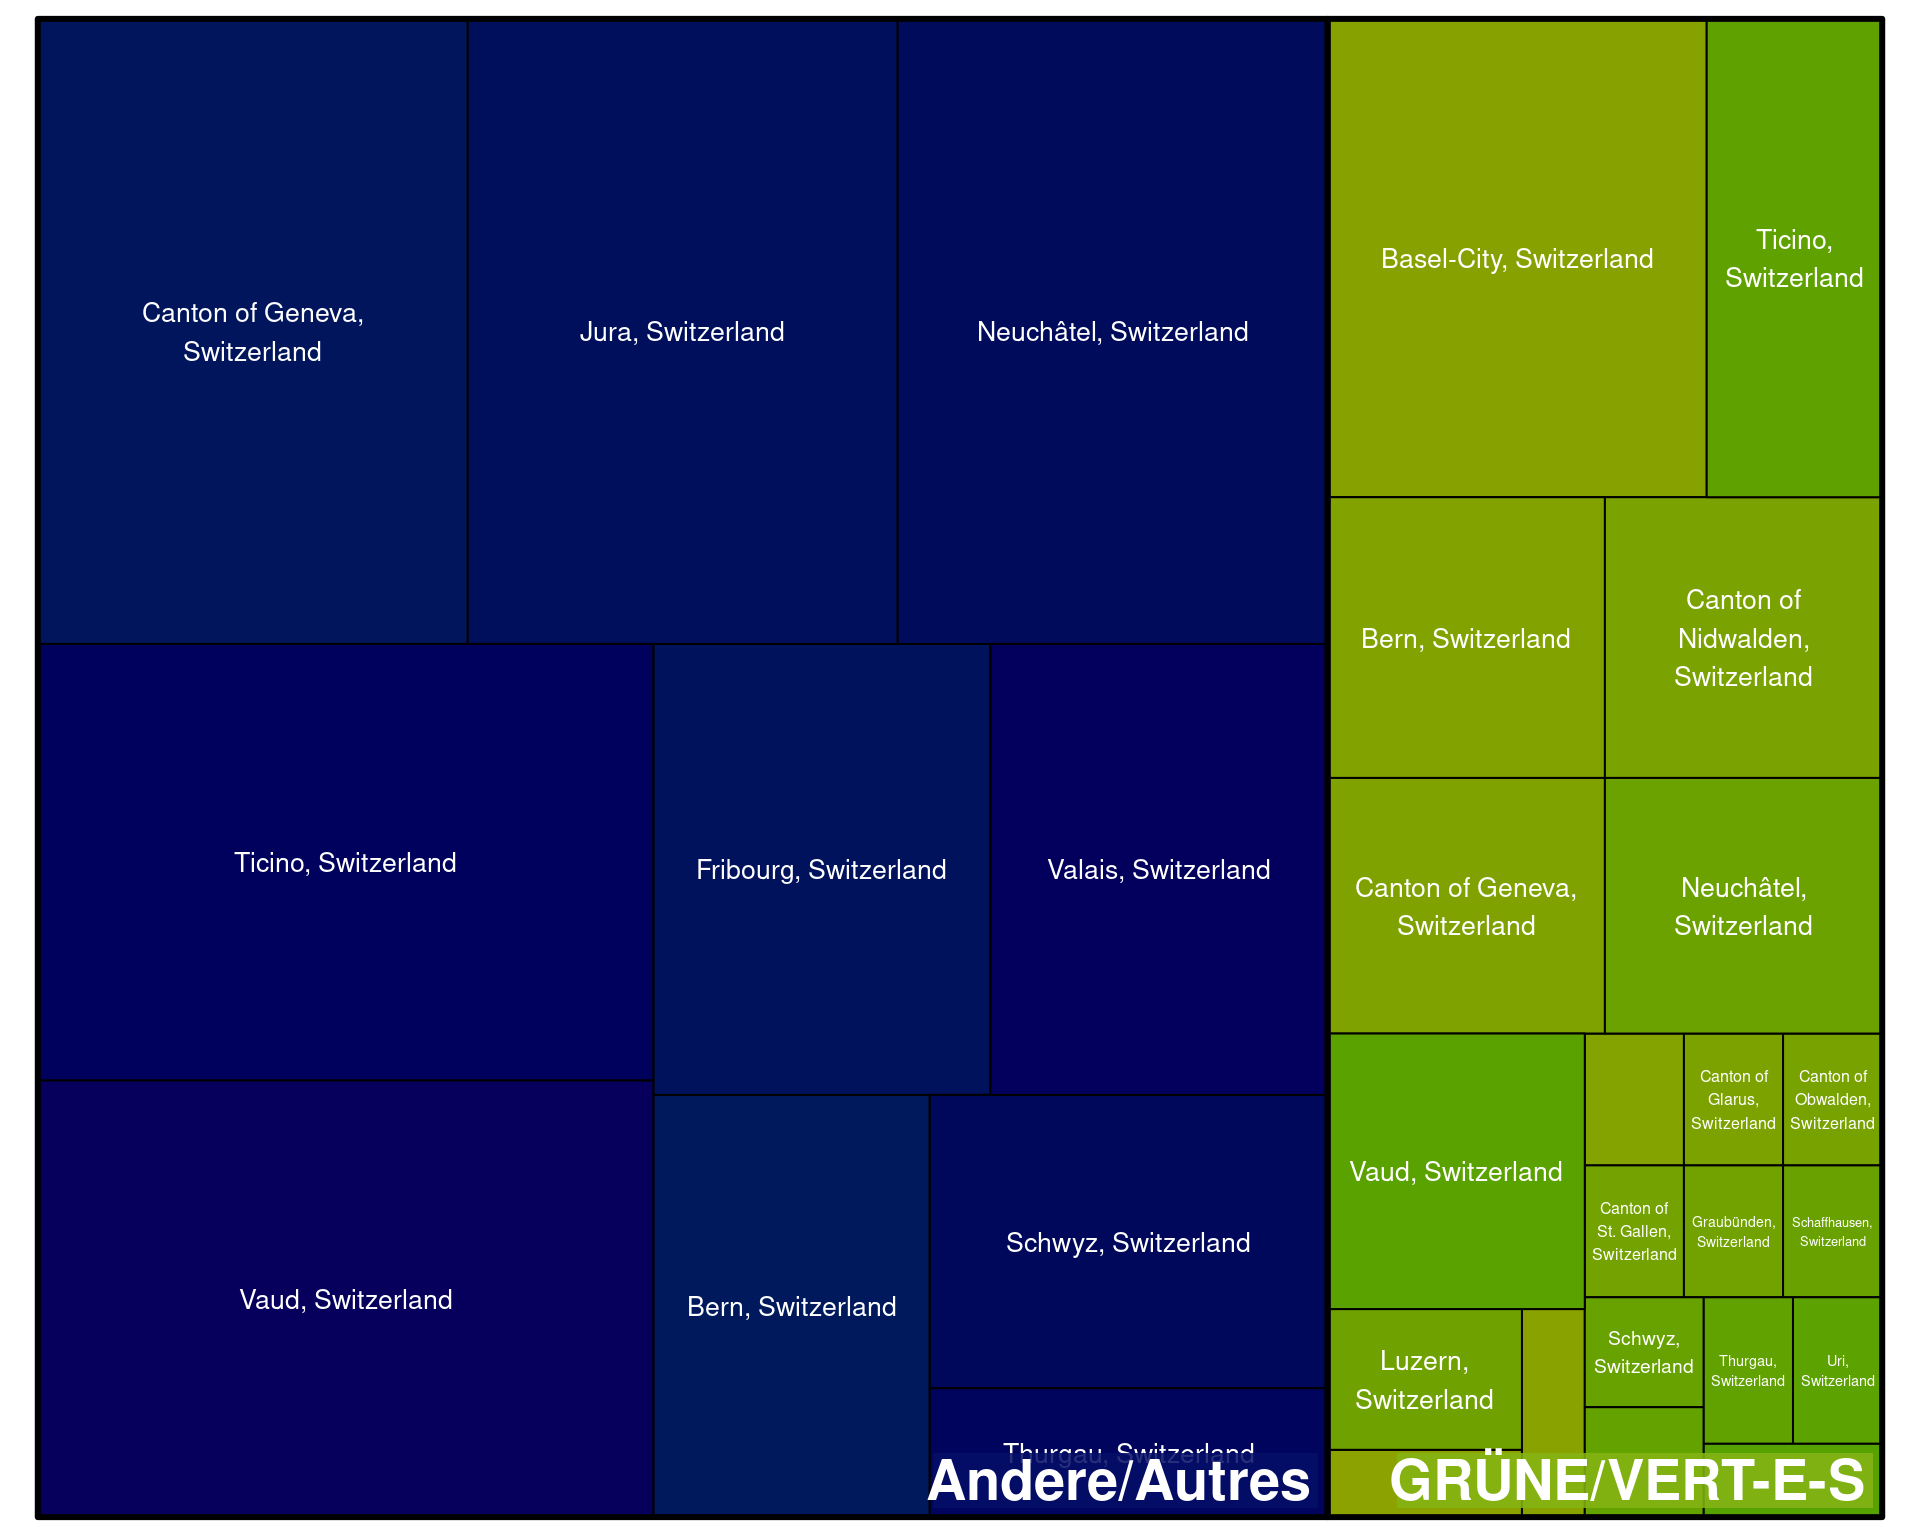 Canton of Geneva,
Switzerland
Jura, Switzerland
Neuchâtel, Switzerland
Ticino, Switzerland
Fribourg, Switzerland
Valais, Switzerland
Vaud, Switzerland
Bern, Switzerland
Schwyz, Switzerland
Thurgau, Switzerland
Andere/Autres
Basel-City, Switzerland
Ticino,
Switzerland
Bern, Switzerland
Canton of
Nidwalden,
Switzerland
Canton of Geneva,
Switzerland
Neuchâtel,
Switzerland
Vaud, Switzerland
Canton of
Glarus,
Switzerland
Canton of
Obwalden,
Switzerland
Canton of
St. Gallen,
Switzerland
Graubünden,
Switzerland
Schaffhausen,
Switzerland
Luzern,
Switzerland
Schwyz,
Switzerland
Thurgau,
Switzerland
Uri,
Switzerland
GRÜNE/VERT-E-S